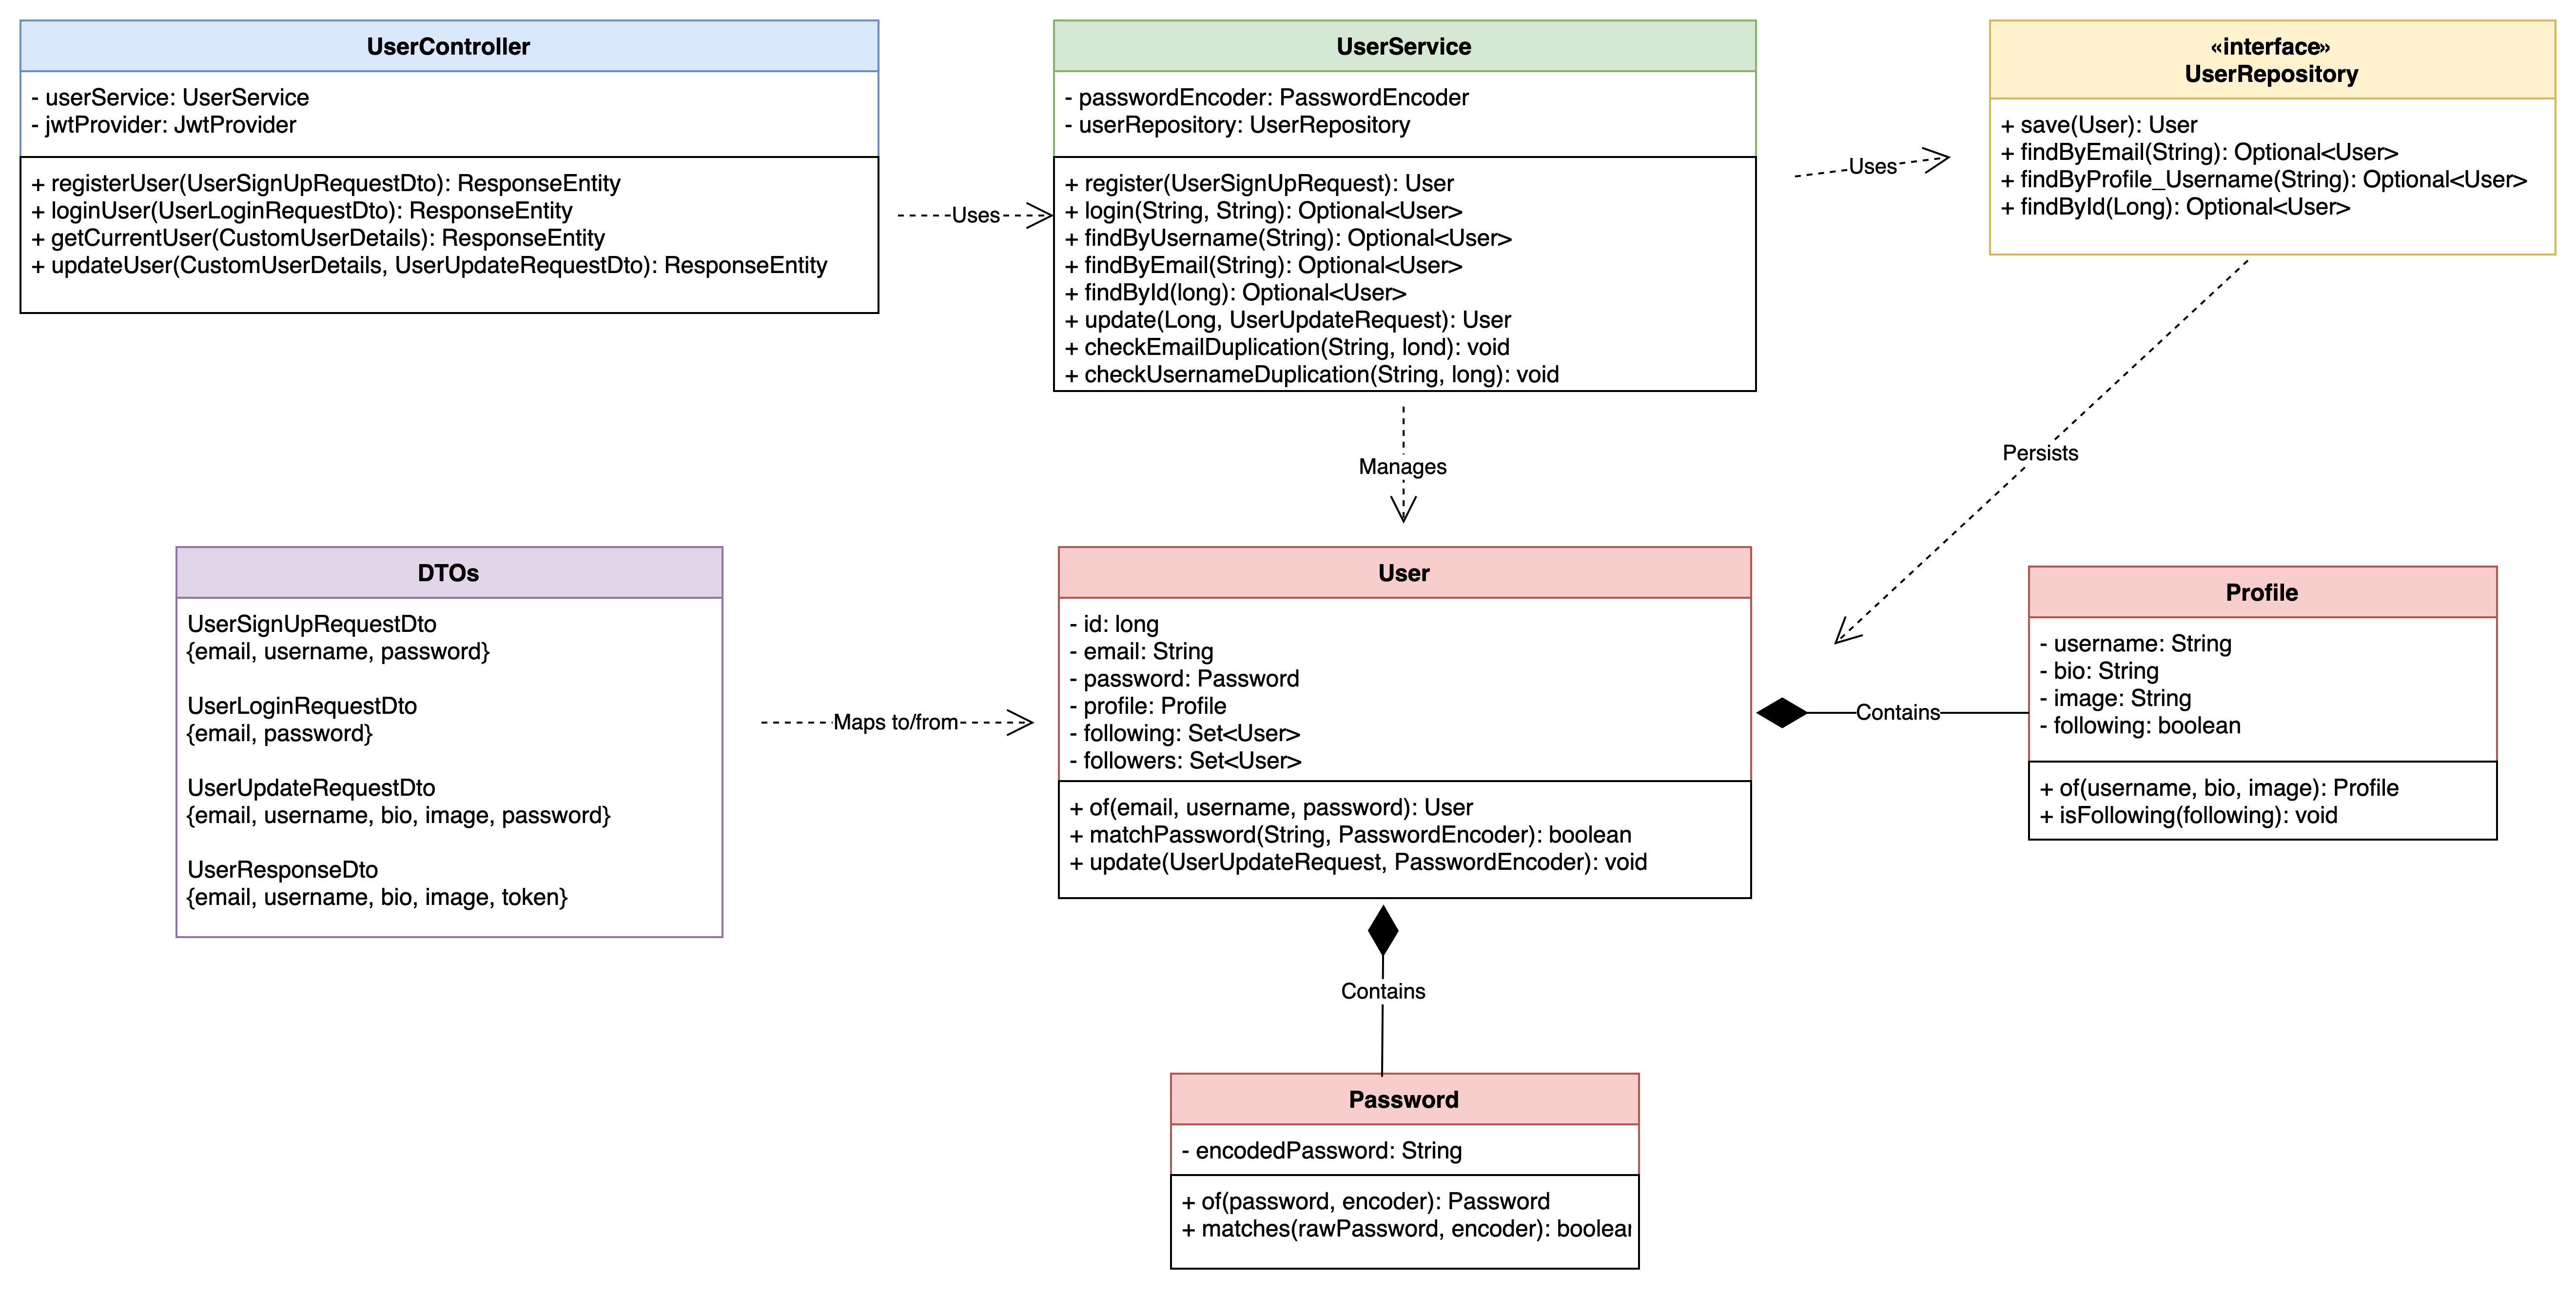 UserController
- userService: UserService
- jwtProvider: JwtProvider
+ registerUser(UserSignUpRequestDto): ResponseEntity
+ loginUser(UserLoginRequestDto): ResponseEntity
+ getCurrentUser(CustomUserDetails): ResponseEntity
+ updateUser(CustomUserDetails, UserUpdateRequestDto): ResponseEntity
Uses
UserService
- passwordEncoder: PasswordEncoder
- userRepository: UserRepository
+ register(UserSignUpRequest): User
+ login(String, String): Optional<User>
+ findByUsername(String): Optional<User>
+ findByEmail(String): Optional<User>
+ findById(long): Optional<User>
+ update(Long, UserUpdateRequest): User
+ checkEmailDuplication(String, lond): void
+ checkUsernameDuplication(String, long): void
Uses
«interface»
UserRepository
+ save(User): User
+ findByEmail(String): Optional<User>
+ findByProfile_Username(String): Optional<User>
+ findById(Long): Optional<User>
Manages
Persists
DTOs
UserSignUpRequestDto
{email, username, password}
UserLoginRequestDto
{email, password}
UserUpdateRequestDto
{email, username, bio, image, password}
UserResponseDto
{email, username, bio, image, token}
Maps to/from
User
- id: long
- email: String
- password: Password
- profile: Profile
- following: Set<User>
- followers: Set<User>
+ of(email, username, password): User
+ matchPassword(String, PasswordEncoder): boolean
+ update(UserUpdateRequest, PasswordEncoder): void
Contains
Profile
- username: String
- bio: String
- image: String
- following: boolean
+ of(username, bio, image): Profile
+ isFollowing(following): void
Contains
Password
- encodedPassword: String
+ of(password, encoder): Password
+ matches(rawPassword, encoder): boolean